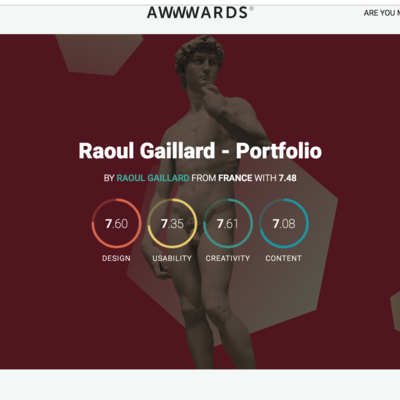 AWWWARDS®
ARE YOU
Raoul Gaillard - Portfolio
BY RAOUL GAILLARD FROM FRANCE WITH 7.48
7.60 7.35 7.61 7.08
DESIGN USABILITY CREATIVITY CONTENT